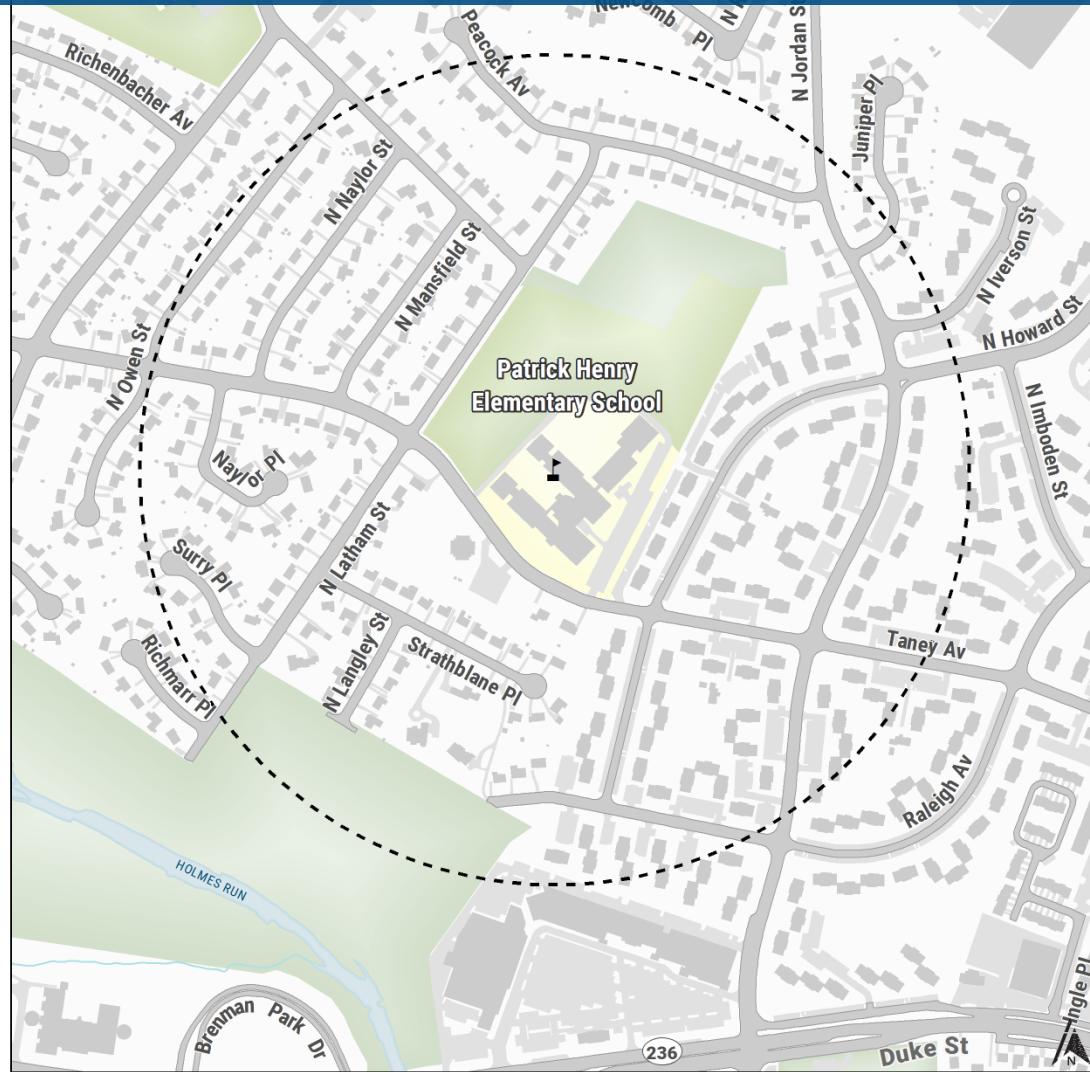 Newcomb Pl
N
Peacock Av
N Jordan St
Richenbacher Av
Juniper Pl
N Naylor St
N Mansfield St
N Iverson St
N Howard St
N Owen St
Patrick Henry
Elementary School
N Imboden St
Naylor Pl
N Latham St
Surry Pl
N Langley St
Strathblane Pl
Taney Av
Richmarr Pl
Raleigh Av
HOLMES RUN
Ingle Pl
Brenman Park Dr
236
Duke St
N